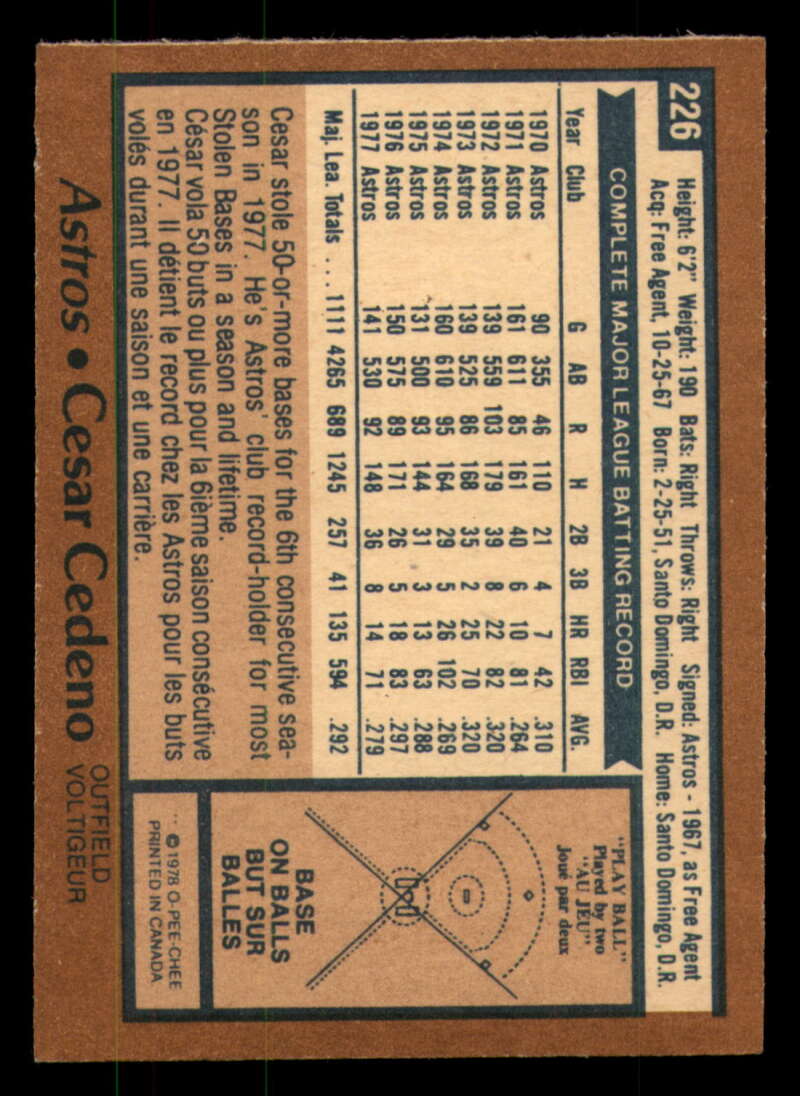 226
Height: 6'2" Weight: 190 Bats: Right Throws: Right Signed: Astros - 1967, as Free Agent
Acq: Free Agent, 10-25-67 Born: 2-25-51, Santo Domingo, D.R. Home: Santo Domingo, D.R.
COMPLETE MAJOR LEAGUE BATTING RECORD
Year Club G AB R H 2B 3B HR RBI AVG.
1970 Astros 90 355 46 110 21 4 7 42 .310
1971 Astros 161 611 85 161 40 6 10 81 .264
1972 Astros 139 559 103 179 39 8 22 82 .320
1973 Astros 139 525 86 168 35 2 25 70 .320
1974 Astros 160 610 95 164 29 5 26 102 .269
1975 Astros 131 500 93 144 31 3 13 63 .288
1976 Astros 150 575 89 171 26 5 18 83 .297
1977 Astros 141 530 92 148 36 8 14 71 .279
Maj. Lea. Totals ... 1111 4265 689 1245 257 41 135 594 .292
Cesar stole 50-or-more bases for the 6th consecutive sea-
son in 1977. He's Astros' club record-holder for most
Stolen Bases in a season and lifetime.
César vola 50 buts ou plus pour la 6ième saison consécutive
en 1977. Il détient le record chez les Astros pour les buts
volés durant une saison et une carrière.
"PLAY BALL"
Played by two
"AU JEU"
Joué par deux
BASE
ON BALLS
BUT SUR
BALLES
© 1978 O-PEE-CHEE
PRINTED IN CANADA
Astros • Cesar Cedeno OUTFIELD
VOLTIGEUR